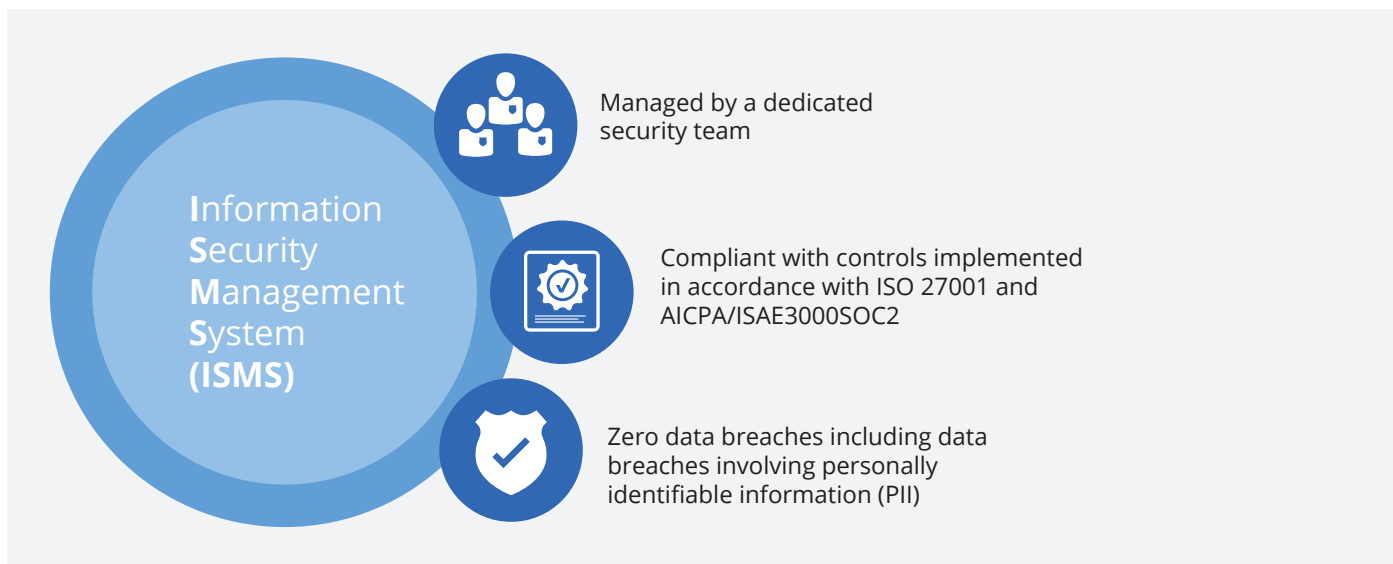 Information
Security
Management
System
(ISMS)
Managed by a dedicated
security team
Compliant with controls implemented
in accordance with ISO 27001 and
AICPA/ISAE3000SOC2
Zero data breaches including data
breaches involving personally
identifiable information (PII)